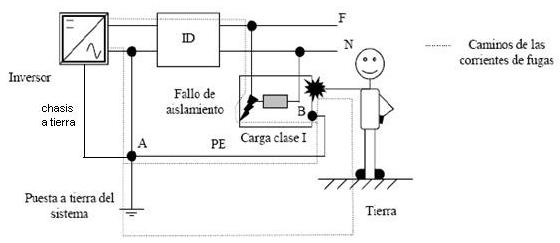 F
ID
N
Caminos de las
corrientes de fugas
Inversor
Fallo de
aislamiento
chasis
a tierra
B
Carga clase I
A
PE
Puesta a tierra del
sistema
Tierra